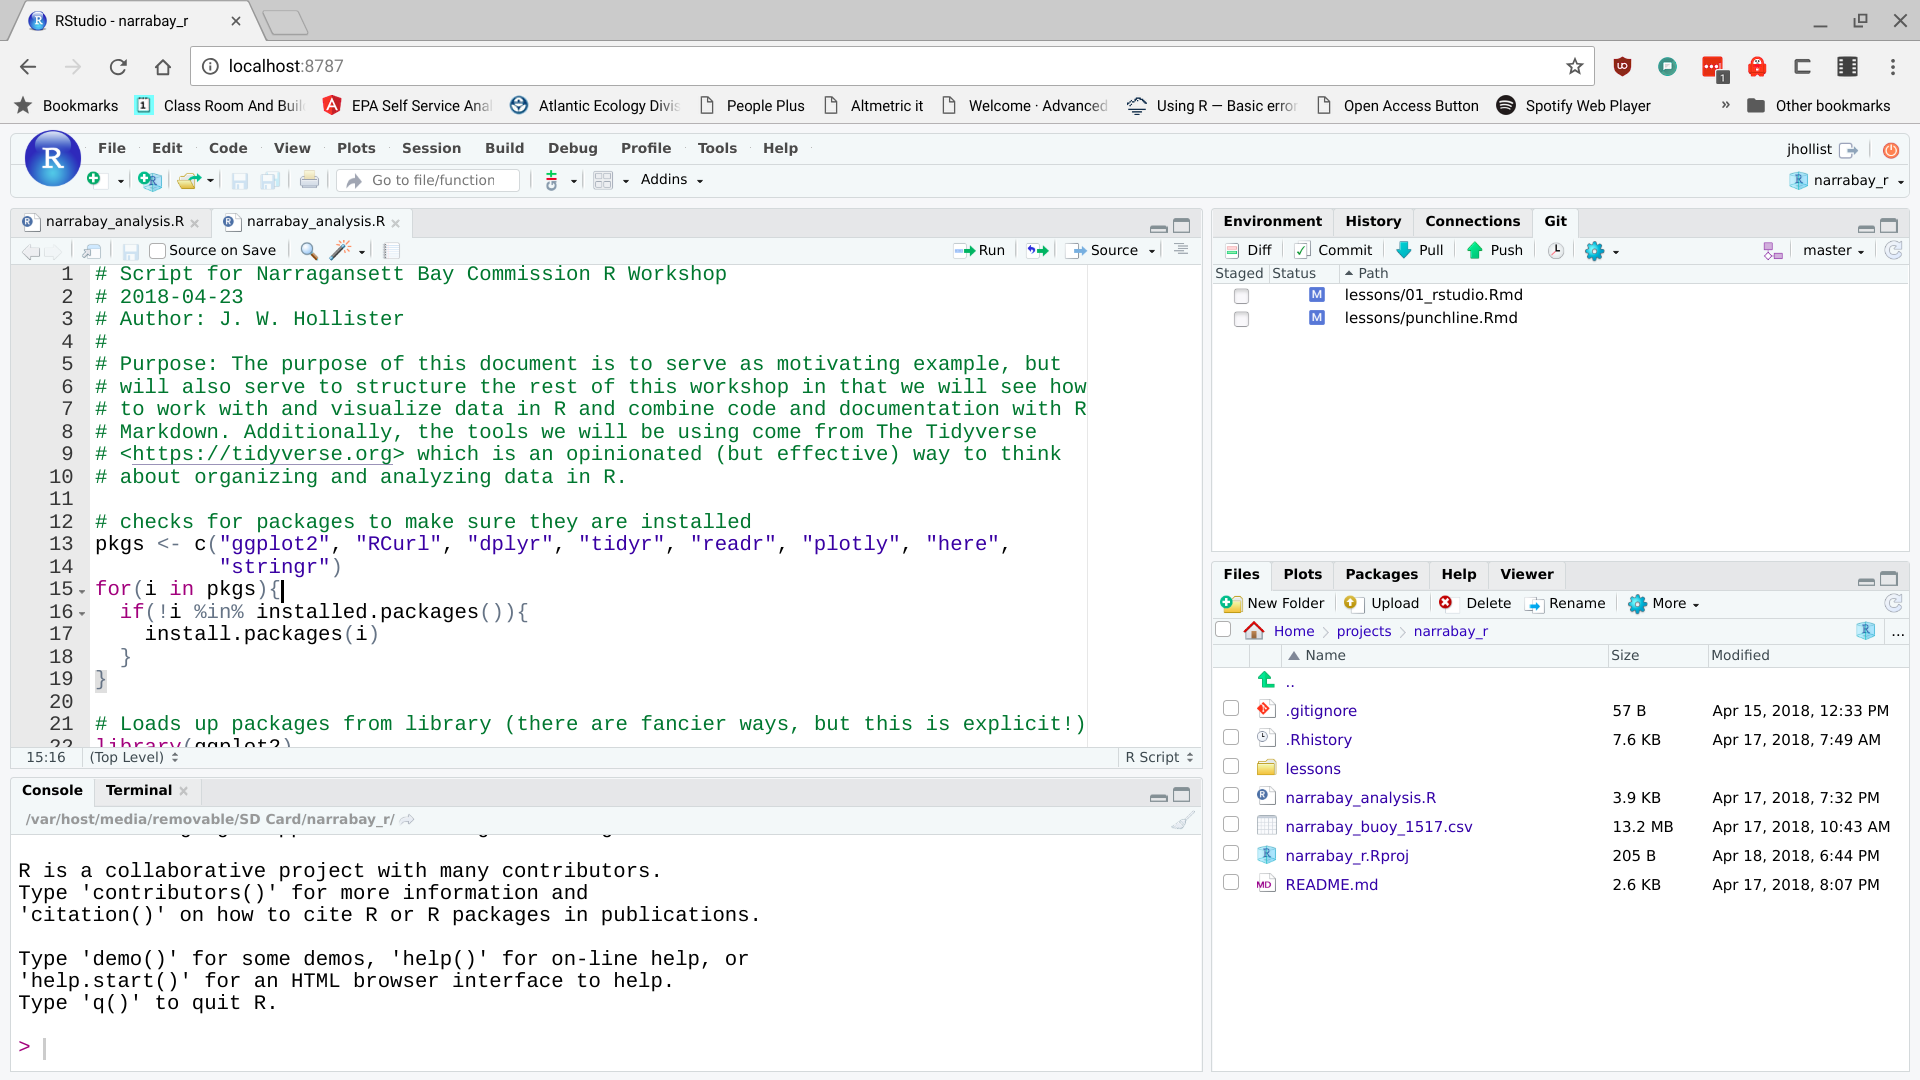 RStudio - narrabay_r
localhost:8787
Bookmarks
Class Room And Buil
EPA Self Service Anal
Atlantic Ecology Divis
People Plus
Altmetric it
Welcome · Advanced
Using R — Basic error
Open Access Button
Spotify Web Player
» Other bookmarks
File Edit Code View Plots Session Build Debug Profile Tools Help
jhollist
Go to file/function
Addins
narrabay_r
narrabay_analysis.R
narrabay_analysis.R
Source on Save
Run
Source
1 # Script for Narragansett Bay Commission R Workshop
2 # 2018-04-23
3 # Author: J. W. Hollister
4 #
5 # Purpose: The purpose of this document is to serve as motivating example, but
6 # will also serve to structure the rest of this workshop in that we will see how
7 # to work with and visualize data in R and combine code and documentation with R
8 # Markdown. Additionally, the tools we will be using come from The Tidyverse
9 # <https://tidyverse.org> which is an opinionated (but effective) way to think
10 # about organizing and analyzing data in R.
11
12 # checks for packages to make sure they are installed
13 pkgs <- c("ggplot2", "RCurl", "dplyr", "tidyr", "readr", "plotly", "here",
14 "stringr")
15 for(i in pkgs){
16 if(!i %in% installed.packages()){
17 install.packages(i)
18 }
19 }
20
21 # Loads up packages from library (there are fancier ways, but this is explicit!)
22 library(ggplot2)
15:16 (Top Level) R Script
Console Terminal
/var/host/media/removable/SD Card/narrabay_r/
R is a collaborative project with many contributors.
Type 'contributors()' for more information and
'citation()' on how to cite R or R packages in publications.
Type 'demo()' for some demos, 'help()' for on-line help, or
'help.start()' for an HTML browser interface to help.
Type 'q()' to quit R.
>
Environment History Connections Git
Diff Commit Pull Push master
Staged Status Path
M lessons/01_rstudio.Rmd
M lessons/punchline.Rmd
Files Plots Packages Help Viewer
New Folder Upload Delete Rename More
Home projects narrabay_r ...
Name Size Modified
..
.gitignore 57 B Apr 15, 2018, 12:33 PM
.Rhistory 7.6 KB Apr 17, 2018, 7:49 AM
lessons
narrabay_analysis.R 3.9 KB Apr 17, 2018, 7:32 PM
narrabay_buoy_1517.csv 13.2 MB Apr 17, 2018, 10:43 AM
narrabay_r.Rproj 205 B Apr 18, 2018, 6:44 PM
README.md 2.6 KB Apr 17, 2018, 8:07 PM